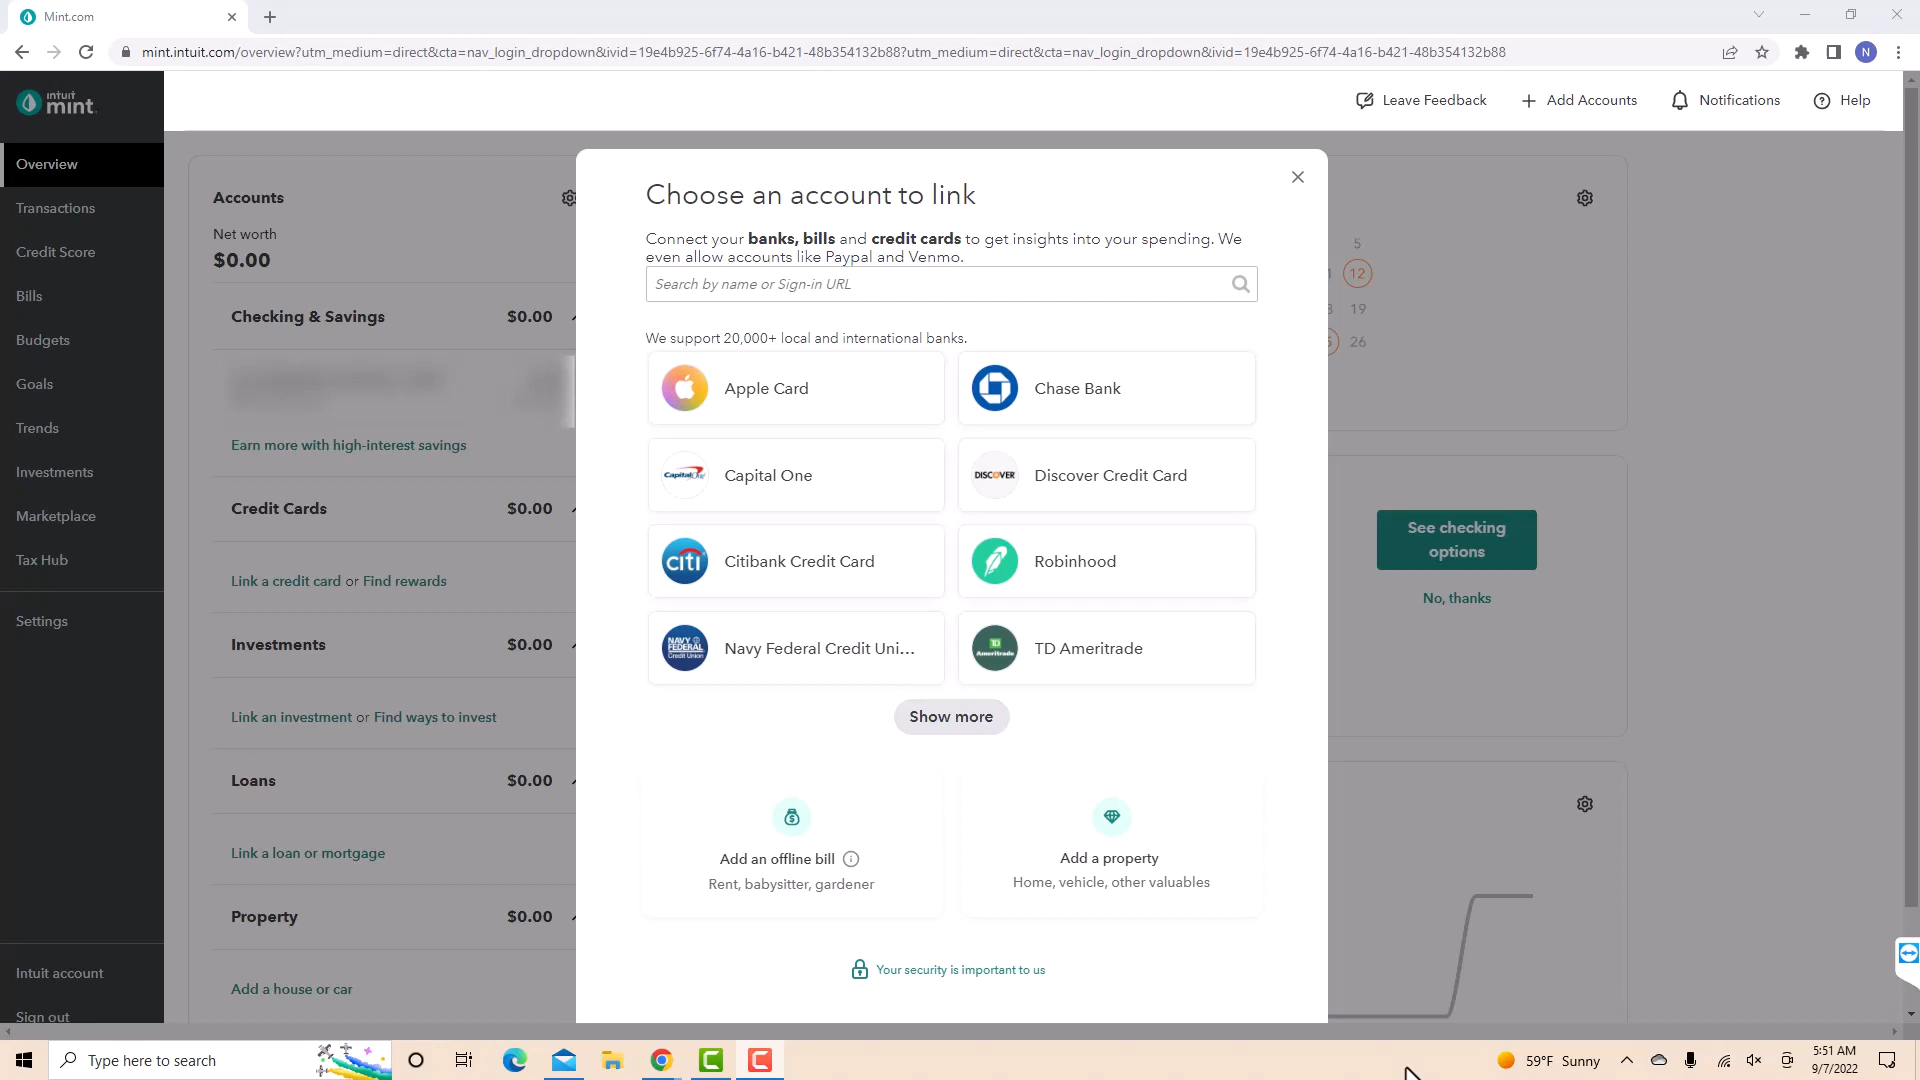 Mint.com
mint.intuit.com/overview?utm_medium=direct&cta=nav_login_dropdown&ivid=19e4b925-6f74-4a16-b421-48b354132b88?utm_medium=direct&cta=nav_login_dropdown&ivid=19e4b925-6f74-4a16-b421-48b354132b88
N
intuit
mint
Leave Feedback
Add Accounts
Notifications
Help
Overview
Transactions
Credit Score
Bills
Budgets
Goals
Trends
Investments
Marketplace
Tax Hub
Settings
Intuit account
Sign out
Accounts
Net worth
$0.00
Checking & Savings $0.00
Earn more with high-interest savings
Credit Cards $0.00
Link a credit card or Find rewards
Investments $0.00
Link an investment or Find ways to invest
Loans $0.00
Link a loan or mortgage
Property $0.00
Add a house or car
Choose an account to link
Connect your banks, bills and credit cards to get insights into your spending. We
even allow accounts like Paypal and Venmo.
Search by name or Sign-in URL
We support 20,000+ local and international banks.
Apple Card
Chase Bank
Capital One
Capital One
DISCOVER
Discover Credit Card
citi
Citibank Credit Card
Robinhood
NAVY
FEDERAL
Credit Union
Navy Federal Credit Uni...
TD
Ameritrade
TD Ameritrade
Show more
Add an offline bill
Rent, babysitter, gardener
Add a property
Home, vehicle, other valuables
Your security is important to us
5
12
19
26
See checking
options
No, thanks
Type here to search
59°F Sunny
5:51 AM
9/7/2022